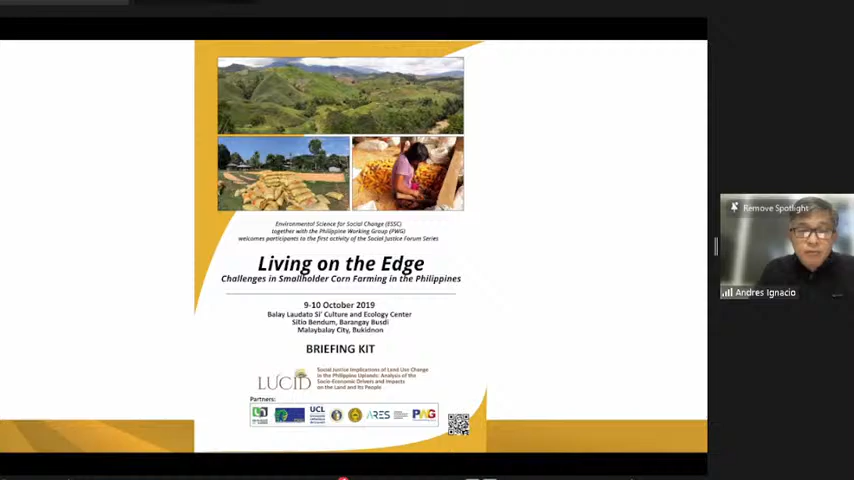 Environmental Science for Social Change (ESSC)
together with the Philippine Working Group (PWG)
welcomes participants to the first activity of the Social Justice Forum Series
Living on the Edge
Challenges in Smallholder Corn Farming in the Philippines
9-10 October 2019
Balay Laudato Si' Culture and Ecology Center
Sitio Bendum, Barangay Busdi
Malaybalay City, Bukidnon
BRIEFING KIT
LUCID
Social Justice Implications of Land Use Change
in the Philippine Uplands: Analysis of the
Socio-Economic Drivers and Impacts
on the Land and Its People
Partners:
UCL
ARES
PWG
Remove Spotlight
Andres Ignacio